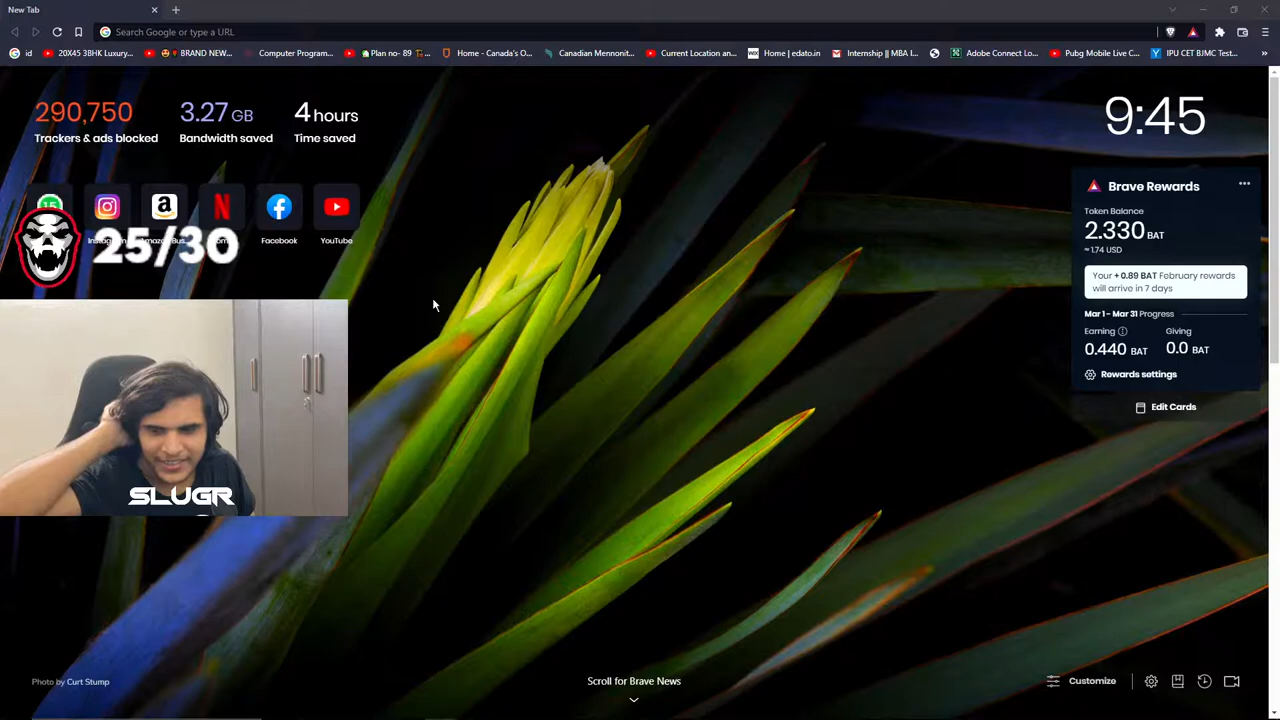 New Tab
Search Google or type a URL
id
20X45 3BHK Luxury...
BRAND NEW...
Computer Program...
Plan no- 89
Home - Canada's O...
Canadian Mennonit...
Current Location an...
Home | edato.in
Internship || MBA I...
Adobe Connect Lo...
Pubg Mobile Live C...
IPU CET BJMC Test...
290,750
Trackers & ads blocked
3.27 GB
Bandwidth saved
4 hours
Time saved
9:45
Facebook
YouTube
25/30
Brave Rewards
Token Balance
2.330 BAT
≈ 1.74 USD
Your + 0.89 BAT February rewards
will arrive in 7 days
Mar 1 - Mar 31 Progress
Earning
0.440 BAT
Giving
0.0 BAT
Rewards settings
Edit Cards
SLUGR
Photo by Curt Stump
Scroll for Brave News
Customize